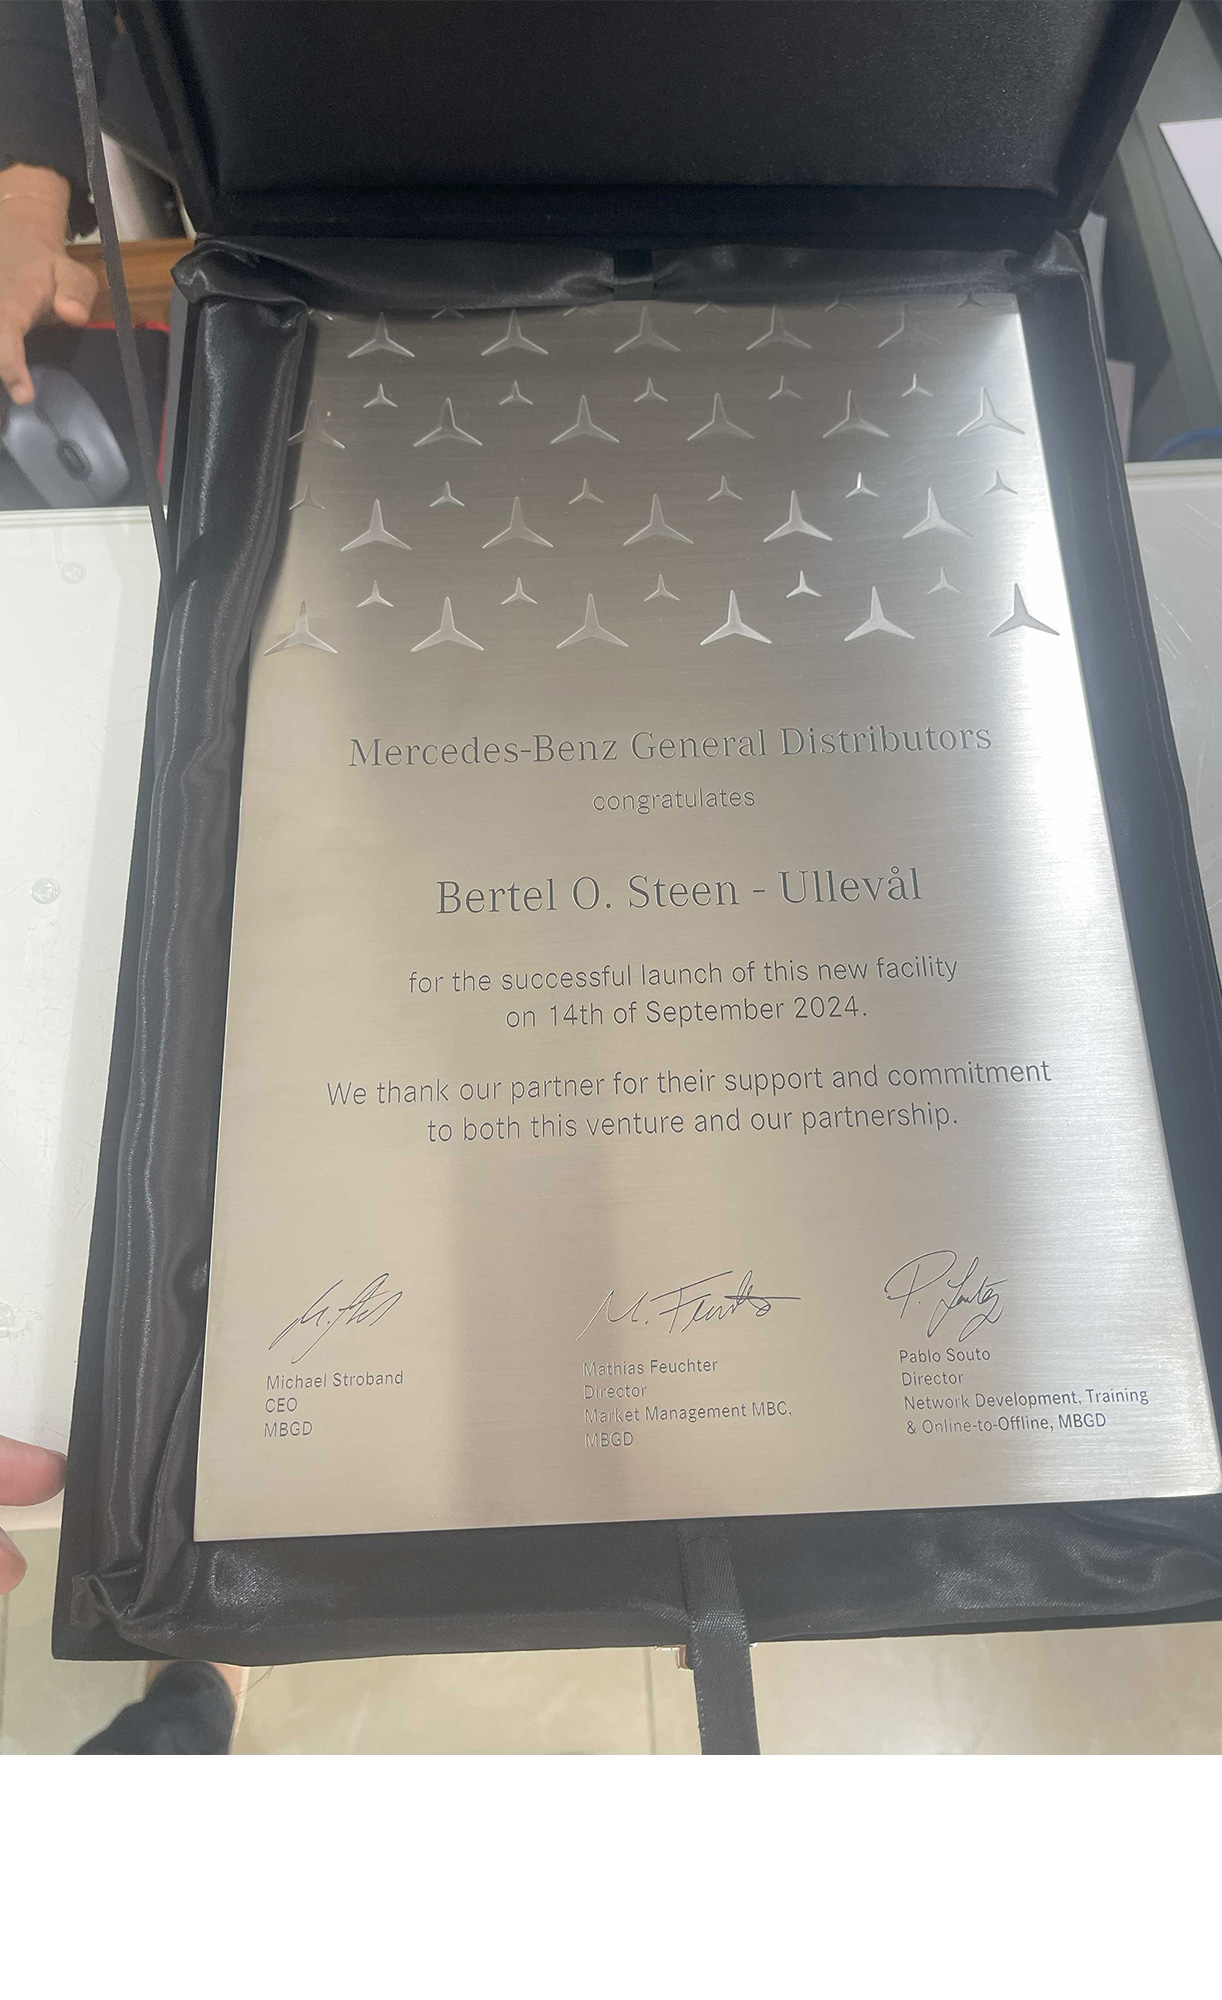 Mercedes-Benz General Distributors
congratulates
Bertel O. Steen - Ullevål
for the successful launch of this new facility
on 14th of September 2024.
We thank our partner for their support and commitment
to both this venture and our partnership.
Michael Stroband
CEO
MBGD
Mathias Feuchter
Director
Market Management MBC,
MBGD
Pablo Souto
Director
Network Development, Training
& Online-to-Offline, MBGD